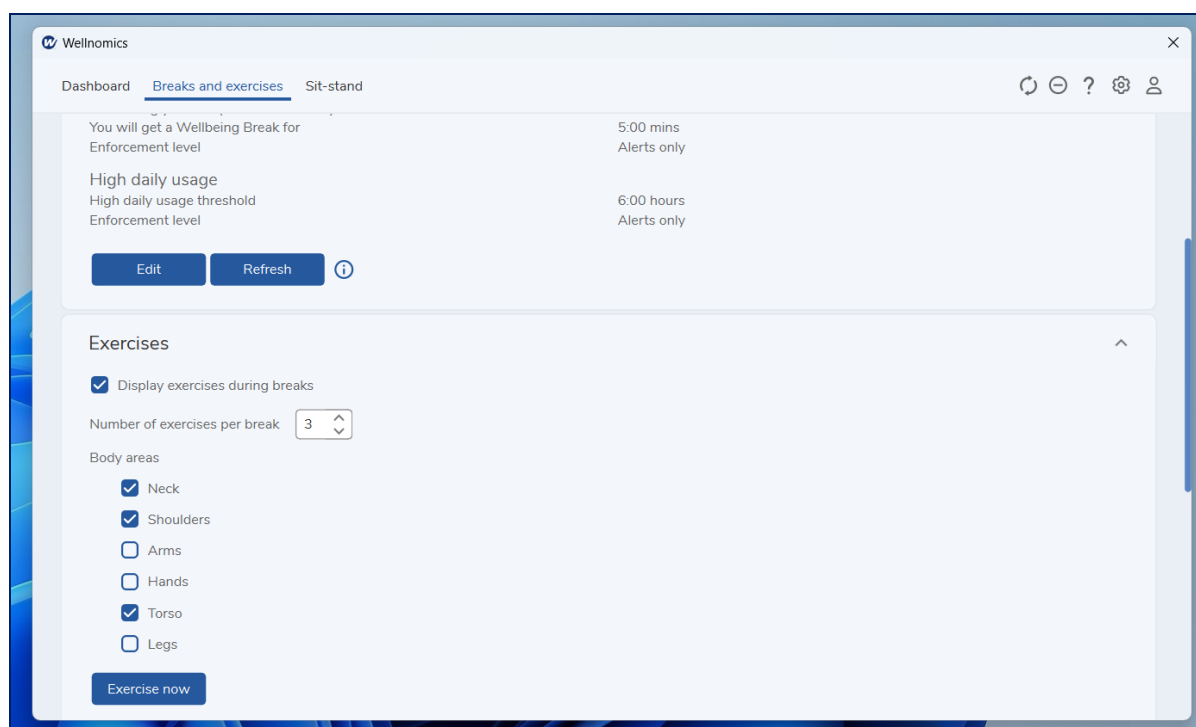 Wellnomics
Dashboard Breaks and exercises Sit-stand
You will get a Wellbeing Break for 5:00 mins
Enforcement level Alerts only
High daily usage
High daily usage threshold 6:00 hours
Enforcement level Alerts only
Edit Refresh
Exercises
Display exercises during breaks
Number of exercises per break 3
Body areas
Neck
Shoulders
Arms
Hands
Torso
Legs
Exercise now